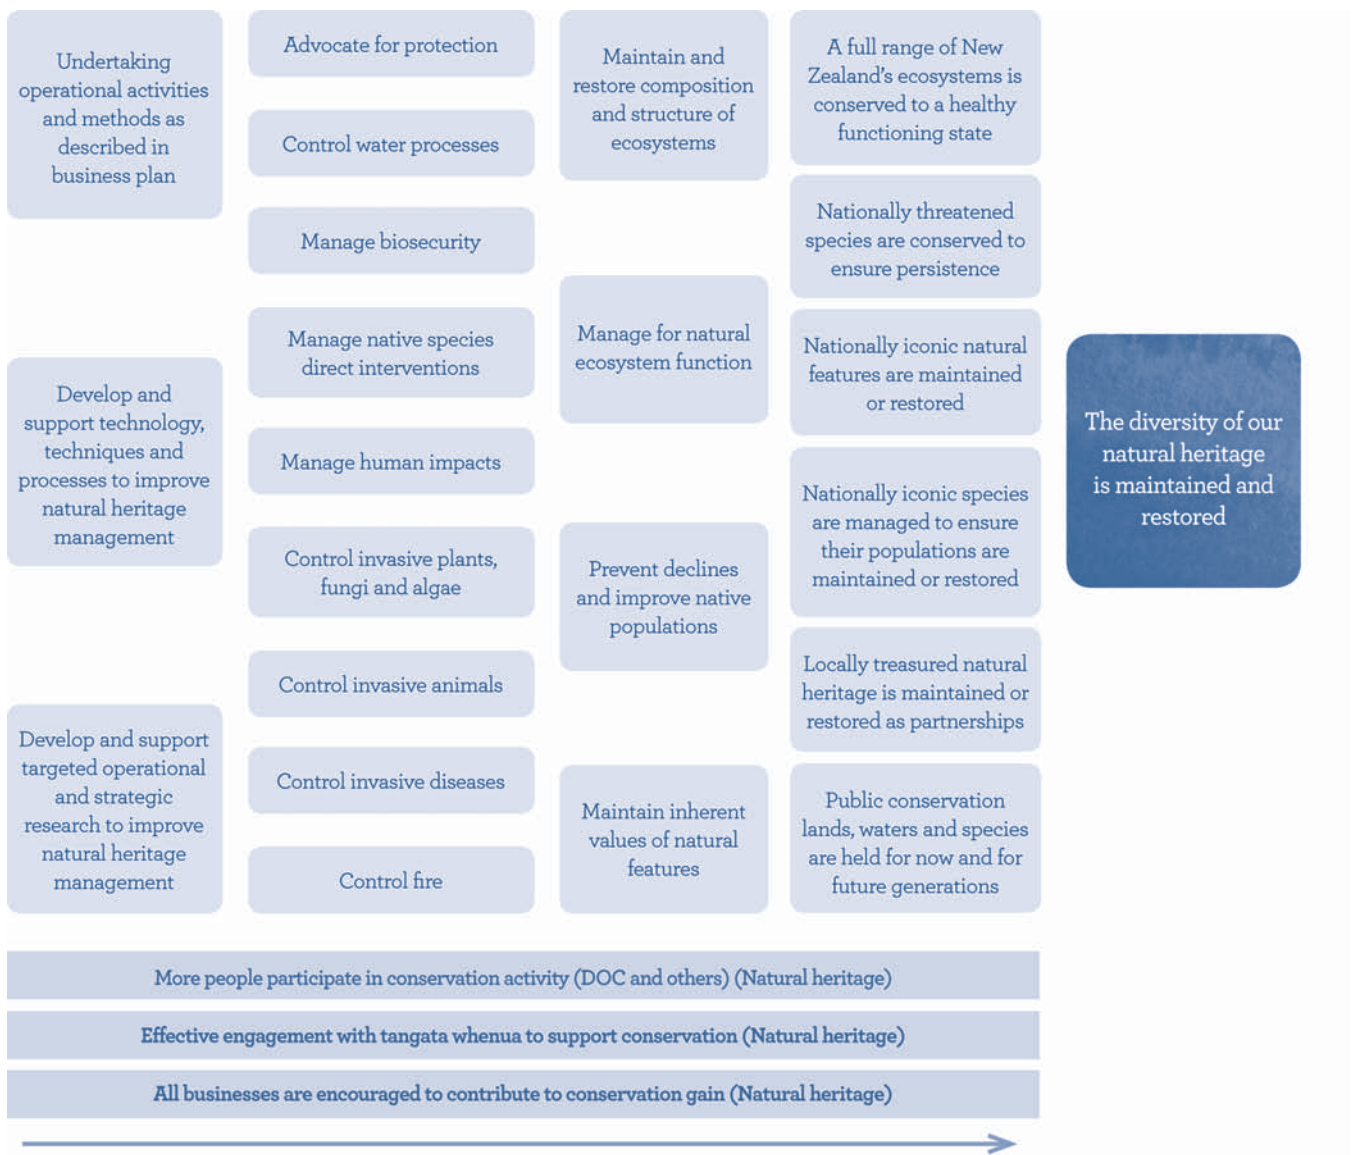 Undertaking
operational activities
and methods as
described in
business plan
Develop and
support technology,
techniques and
processes to improve
natural heritage
management
Develop and support
targeted operational
and strategic
research to improve
natural heritage
management
Advocate for protection
Control water processes
Manage biosecurity
Manage native species
direct interventions
Manage human impacts
Control invasive plants,
fungi and algae
Control invasive animals
Control invasive diseases
Control fire
Maintain and
restore composition
and structure of
ecosystems
Manage for natural
ecosystem function
Prevent declines
and improve native
populations
Maintain inherent
values of natural
features
A full range of New
Zealand's ecosystems is
conserved to a healthy
functioning state
Nationally threatened
species are conserved to
ensure persistence
Nationally iconic natural
features are maintained
or restored
Nationally iconic species
are managed to ensure
their populations are
maintained or restored
Locally treasured natural
heritage is maintained or
restored as partnerships
Public conservation
lands, waters and species
are held for now and for
future generations
The diversity of our
natural heritage
is maintained and
restored
More people participate in conservation activity (DOC and others) (Natural heritage)
Effective engagement with tangata whenua to support conservation (Natural heritage)
All businesses are encouraged to contribute to conservation gain (Natural heritage)